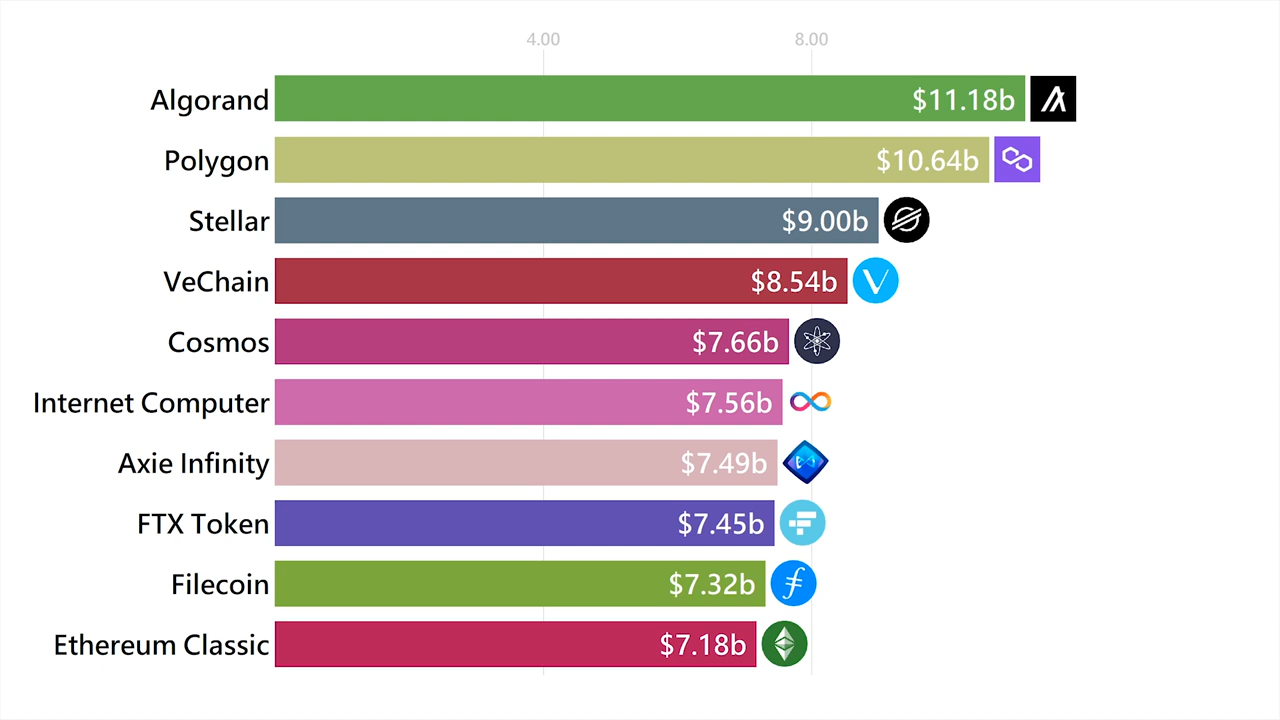 4.00 8.00
Algorand $11.18b
Polygon $10.64b
Stellar $9.00b
VeChain $8.54b
Cosmos $7.66b
Internet Computer $7.56b
Axie Infinity $7.49b
FTX Token $7.45b
Filecoin $7.32b
Ethereum Classic $7.18b